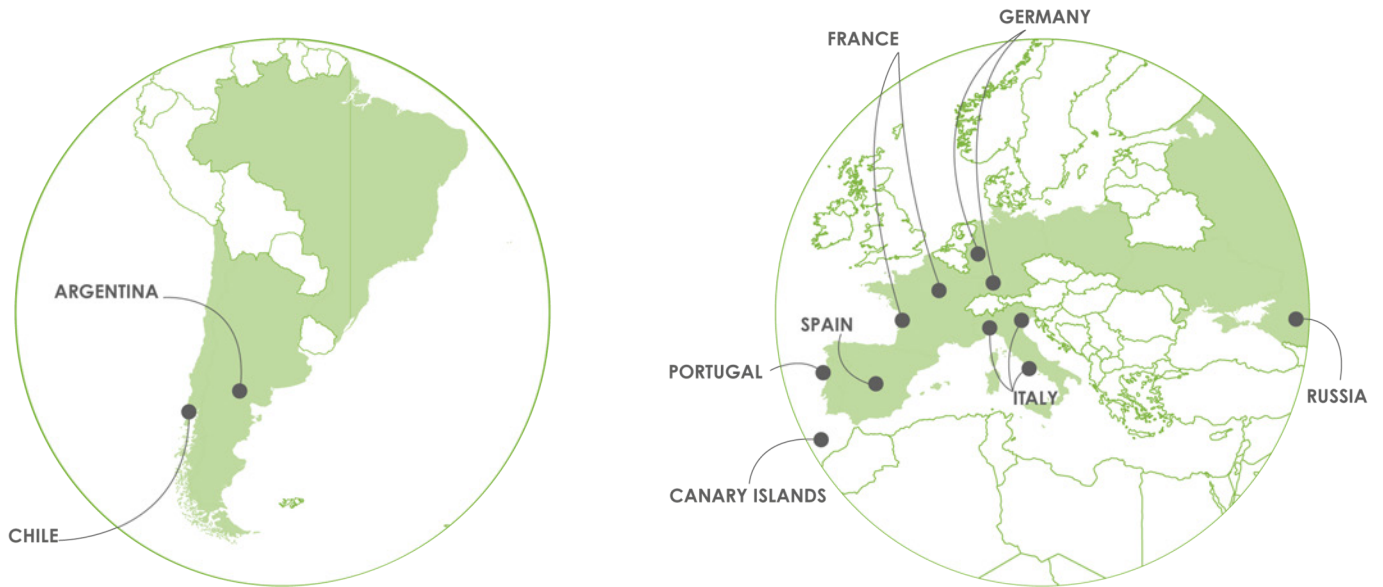 ARGENTINA
CHILE
GERMANY
FRANCE
SPAIN
PORTUGAL
ITALY
RUSSIA
CANARY ISLANDS